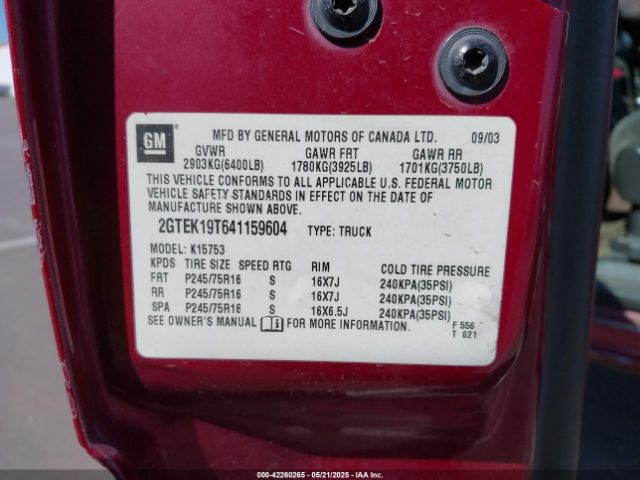 GM
MFD BY GENERAL MOTORS OF CANADA LTD. 09/03
GVWR GAWR FRT GAWR RR
2903KG(6400LB) 1780KG(3925LB) 1701KG(3750LB)
THIS VEHICLE CONFORMS TO ALL APPLICABLE U.S. FEDERAL MOTOR
VEHICLE SAFETY STANDARDS IN EFFECT ON THE DATE OF
MANUFACTURE SHOWN ABOVE.
2GTEK19T641159604 TYPE: TRUCK
MODEL: K15753
KPDS TIRE SIZE SPEED RTG RIM COLD TIRE PRESSURE
FRT P245/75R16 S 16X7J 240KPA(35PSI)
RR P245/75R16 S 16X7J 240KPA(35PSI)
SPA P245/75R16 S 16X6.5J 240KPA(35PSI)
SEE OWNER'S MANUAL FOR MORE INFORMATION. F 556
T 621
000-42260265 - 05/21/2025 - IAAI.COM